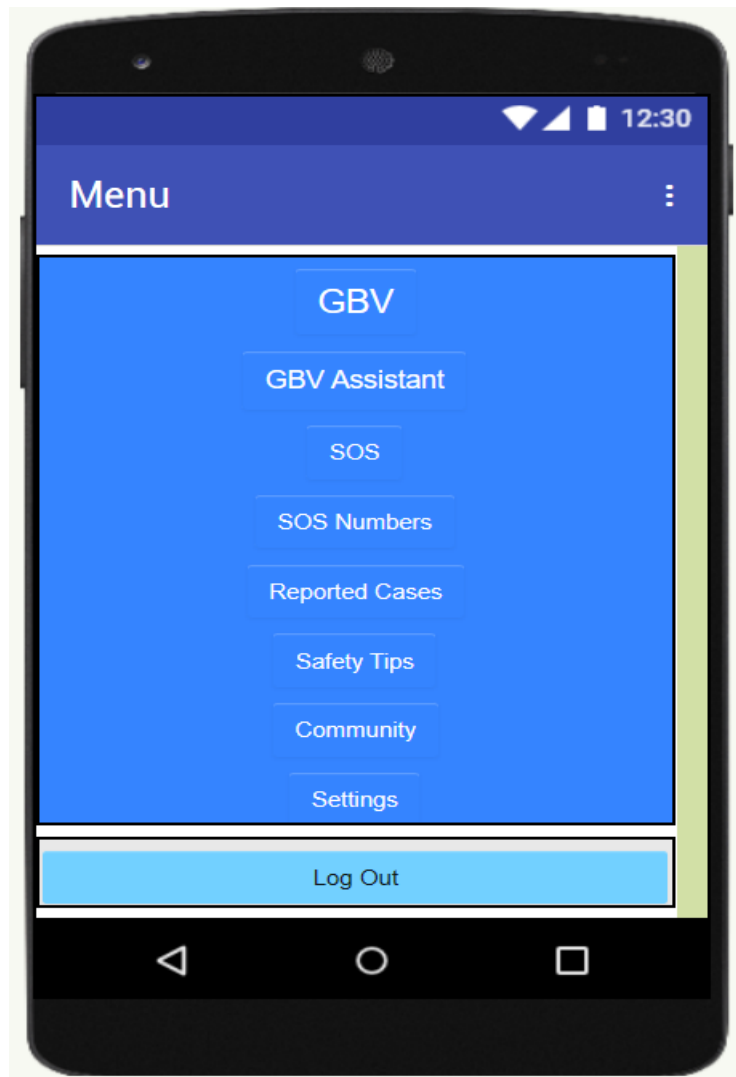 12:30
Menu
GBV
GBV Assistant
SOS
SOS Numbers
Reported Cases
Safety Tips
Community
Settings
Log Out